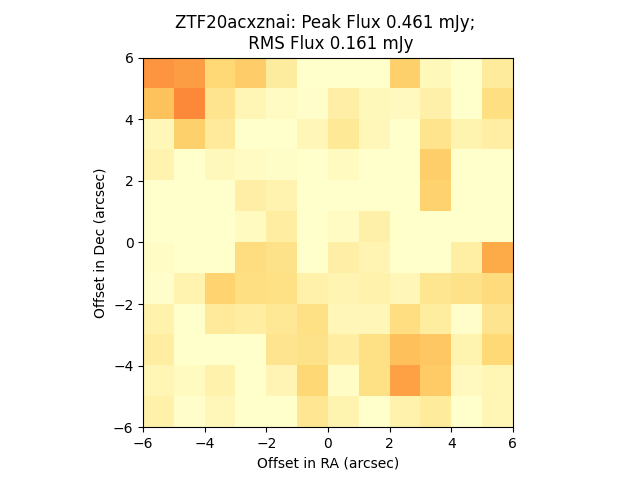 ZTF20acxznai: Peak Flux 0.461 mJy;
RMS Flux 0.161 mJy
6
4
2
0
−2
−4
−6
Offset in Dec (arcsec)
−6 −4 −2 0 2 4 6
Offset in RA (arcsec)